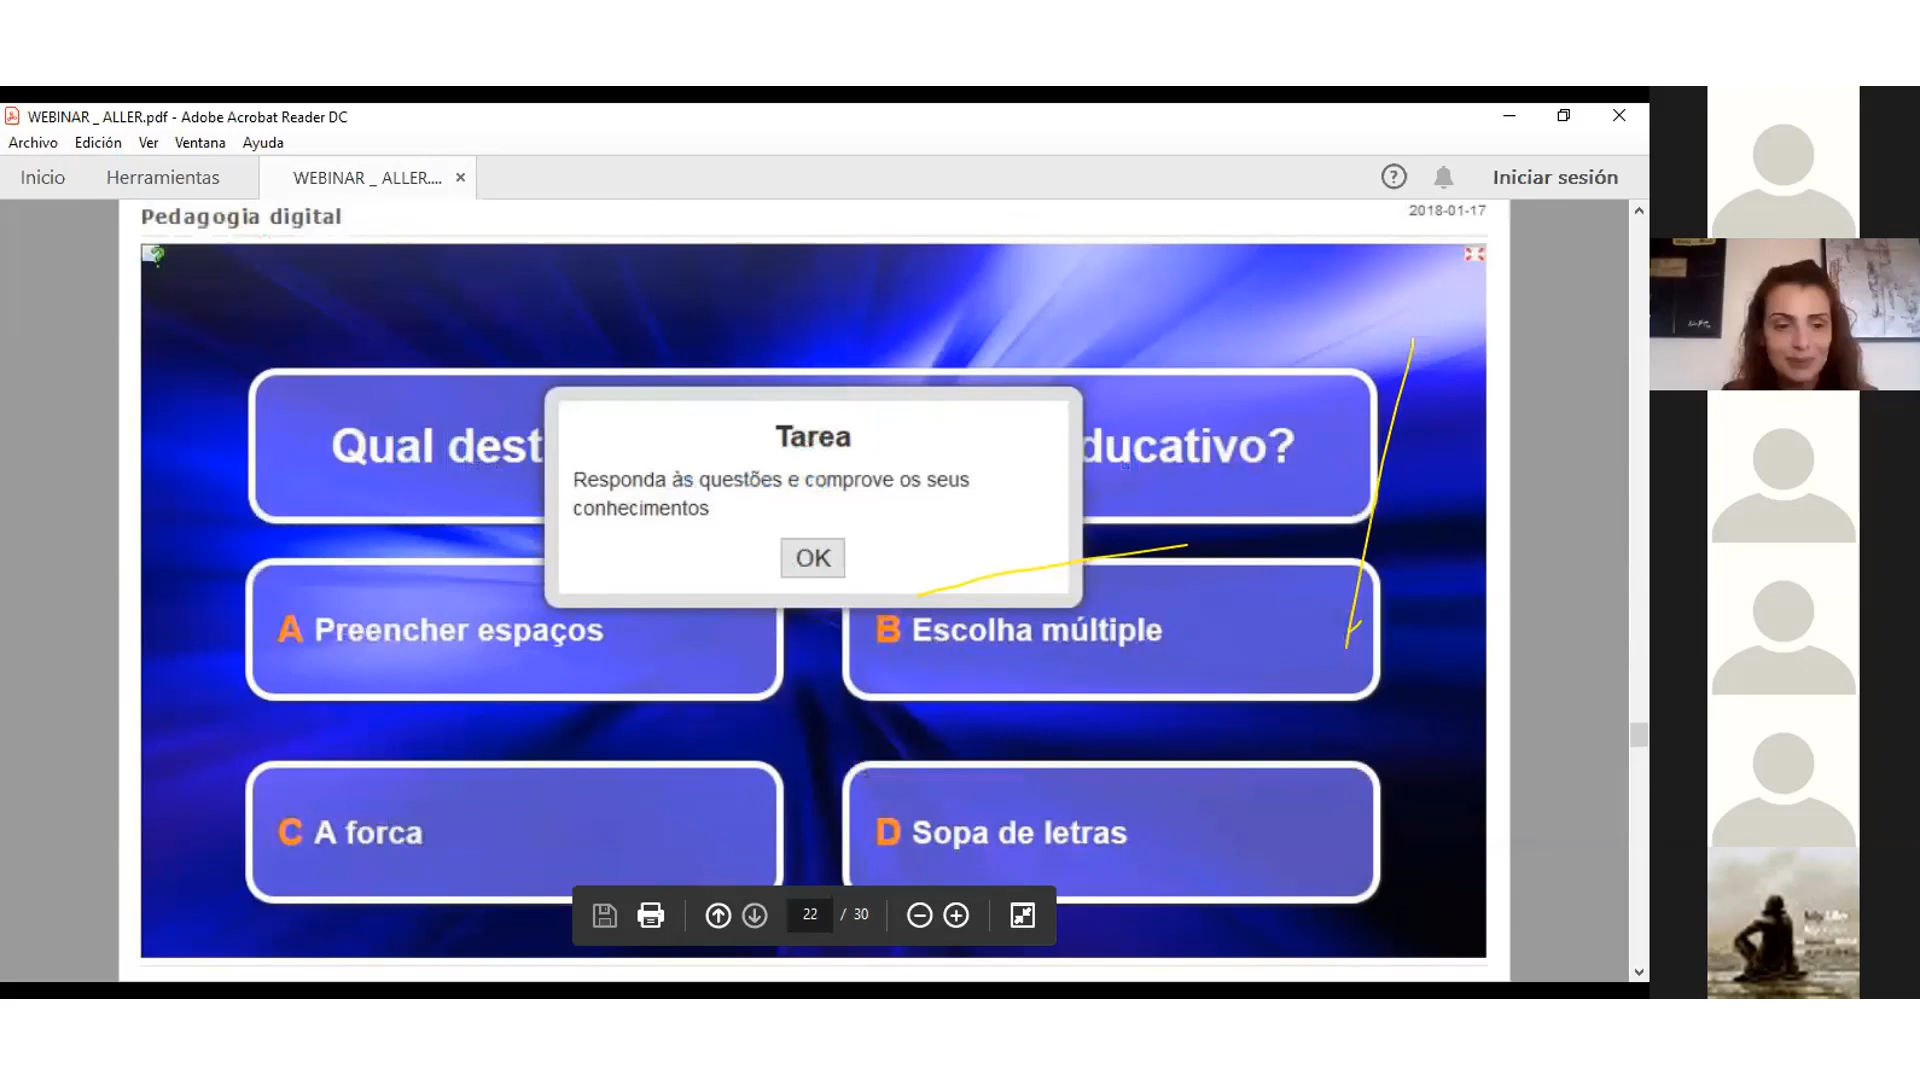 WEBINAR _ ALLER.pdf - Adobe Acrobat Reader DC
Archivo Edición Ver Ventana Ayuda
Inicio Herramientas WEBINAR _ ALLER.... × ? Iniciar sesión
Pedagogia digital 2018-01-17
Qual dest ducativo?
Tarea
Responda às questões e comprove os seus
conhecimentos
OK
A Preencher espaços B Escolha múltiple
C A forca D Sopa de letras
22 / 30